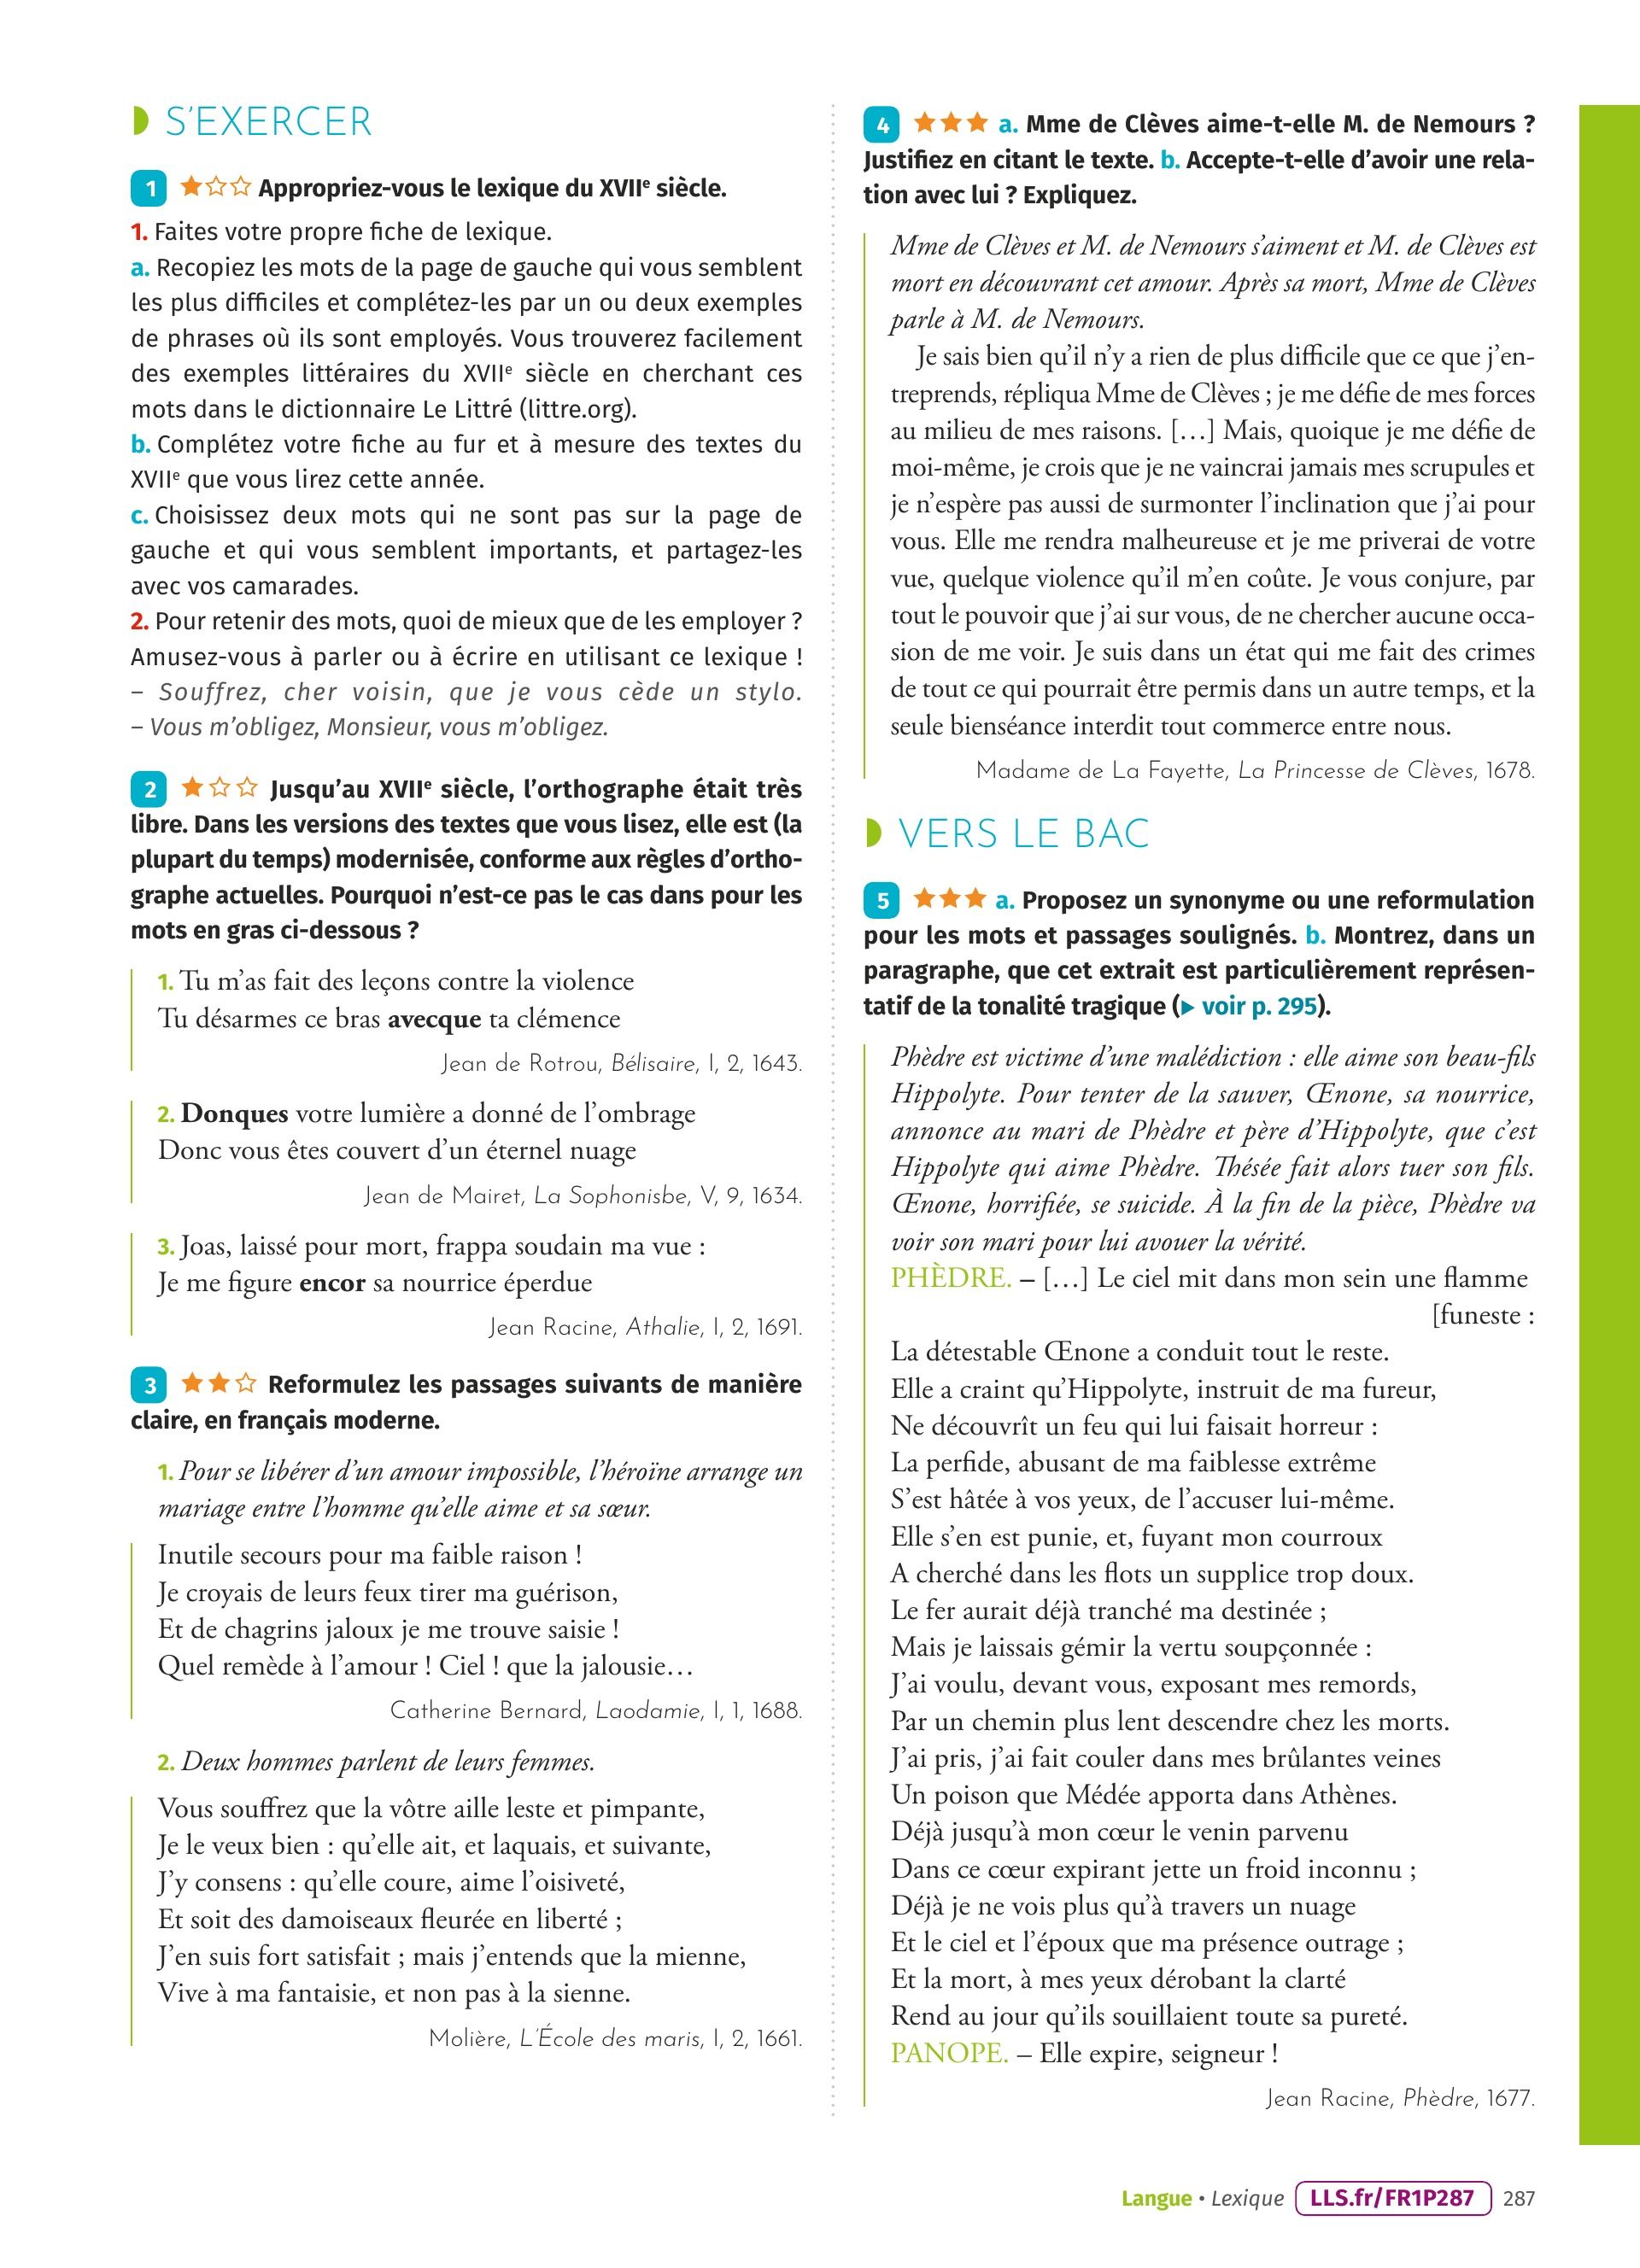 S'EXERCER
1 ★☆☆ Appropriez-vous le lexique du XVIIe siècle.
1. Faites votre propre fiche de lexique.
a. Recopiez les mots de la page de gauche qui vous semblent
les plus difficiles et complétez-les par un ou deux exemples
de phrases où ils sont employés. Vous trouverez facilement
des exemples littéraires du XVIIe siècle en cherchant ces
mots dans le dictionnaire Le Littré (littre.org).
b. Complétez votre fiche au fur et à mesure des textes du
XVIIe que vous lirez cette année.
c. Choisissez deux mots qui ne sont pas sur la page de
gauche et qui vous semblent importants, et partagez-les
avec vos camarades.
2. Pour retenir des mots, quoi de mieux que de les employer ?
Amusez-vous à parler ou à écrire en utilisant ce lexique !
– Souffrez, cher voisin, que je vous cède un stylo.
– Vous m'obligez, Monsieur, vous m'obligez.
2 ★☆☆ Jusqu'au XVIIe siècle, l'orthographe était très
libre. Dans les versions des textes que vous lisez, elle est (la
plupart du temps) modernisée, conforme aux règles d'ortho-
graphe actuelles. Pourquoi n'est-ce pas le cas dans pour les
mots en gras ci-dessous ?
1. Tu m'as fait des leçons contre la violence
Tu désarmes ce bras avecque ta clémence
Jean de Rotrou, Bélisaire, I, 2, 1643.
2. Donques votre lumière a donné de l'ombrage
Donc vous êtes couvert d'un éternel nuage
Jean de Mairet, La Sophonisbe, V, 9, 1634.
3. Joas, laissé pour mort, frappa soudain ma vue :
Je me figure encor sa nourrice éperdue
Jean Racine, Athalie, I, 2, 1691.
3 ★★☆ Reformulez les passages suivants de manière
claire, en français moderne.
1. Pour se libérer d'un amour impossible, l'héroïne arrange un
mariage entre l'homme qu'elle aime et sa sœur.
Inutile secours pour ma faible raison !
Je croyais de leurs feux tirer ma guérison,
Et de chagrins jaloux je me trouve saisie !
Quel remède à l'amour ! Ciel ! que la jalousie…
Catherine Bernard, Laodamie, I, 1, 1688.
2. Deux hommes parlent de leurs femmes.
Vous souffrez que la vôtre aille leste et pimpante,
Je le veux bien : qu'elle ait, et laquais, et suivante,
J'y consens : qu'elle coure, aime l'oisiveté,
Et soit des damoiseaux fleurée en liberté ;
J'en suis fort satisfait ; mais j'entends que la mienne,
Vive à ma fantaisie, et non pas à la sienne.
Molière, L'École des maris, I, 2, 1661.
4 ★★★ a. Mme de Clèves aime-t-elle M. de Nemours ?
Justifiez en citant le texte. b. Accepte-t-elle d'avoir une rela-
tion avec lui ? Expliquez.
Mme de Clèves et M. de Nemours s'aiment et M. de Clèves est
mort en découvrant cet amour. Après sa mort, Mme de Clèves
parle à M. de Nemours.
Je sais bien qu'il n'y a rien de plus difficile que ce que j'en-
treprends, répliqua Mme de Clèves ; je me défie de mes forces
au milieu de mes raisons. […] Mais, quoique je me défie de
moi-même, je crois que je ne vaincrai jamais mes scrupules et
je n'espère pas aussi de surmonter l'inclination que j'ai pour
vous. Elle me rendra malheureuse et je me priverai de votre
vue, quelque violence qu'il m'en coûte. Je vous conjure, par
tout le pouvoir que j'ai sur vous, de ne chercher aucune occa-
sion de me voir. Je suis dans un état qui me fait des crimes
de tout ce qui pourrait être permis dans un autre temps, et la
seule bienséance interdit tout commerce entre nous.
Madame de La Fayette, La Princesse de Clèves, 1678.
VERS LE BAC
5 ★★★ a. Proposez un synonyme ou une reformulation
pour les mots et passages soulignés. b. Montrez, dans un
paragraphe, que cet extrait est particulièrement représen-
tatif de la tonalité tragique (▶ voir p. 295).
Phèdre est victime d'une malédiction : elle aime son beau-fils
Hippolyte. Pour tenter de la sauver, Œnone, sa nourrice,
annonce au mari de Phèdre et père d'Hippolyte, que c'est
Hippolyte qui aime Phèdre. Thésée fait alors tuer son fils.
Œnone, horrifiée, se suicide. À la fin de la pièce, Phèdre va
voir son mari pour lui avouer la vérité.
PHÈDRE. – […] Le ciel mit dans mon sein une flamme
[funeste :
La détestable Œnone a conduit tout le reste.
Elle a craint qu'Hippolyte, instruit de ma fureur,
Ne découvrît un feu qui lui faisait horreur :
La perfide, abusant de ma faiblesse extrême
S'est hâtée à vos yeux, de l'accuser lui-même.
Elle s'en est punie, et, fuyant mon courroux
A cherché dans les flots un supplice trop doux.
Le fer aurait déjà tranché ma destinée ;
Mais je laissais gémir la vertu soupçonnée :
J'ai voulu, devant vous, exposant mes remords,
Par un chemin plus lent descendre chez les morts.
J'ai pris, j'ai fait couler dans mes brûlantes veines
Un poison que Médée apporta dans Athènes.
Déjà jusqu'à mon cœur le venin parvenu
Dans ce cœur expirant jette un froid inconnu ;
Déjà je ne vois plus qu'à travers un nuage
Et le ciel et l'époux que ma présence outrage ;
Et la mort, à mes yeux dérobant la clarté
Rend au jour qu'ils souillaient toute sa pureté.
PANOPE. – Elle expire, seigneur !
Jean Racine, Phèdre, 1677.
Langue • Lexique LLS.fr/FR1P287 287